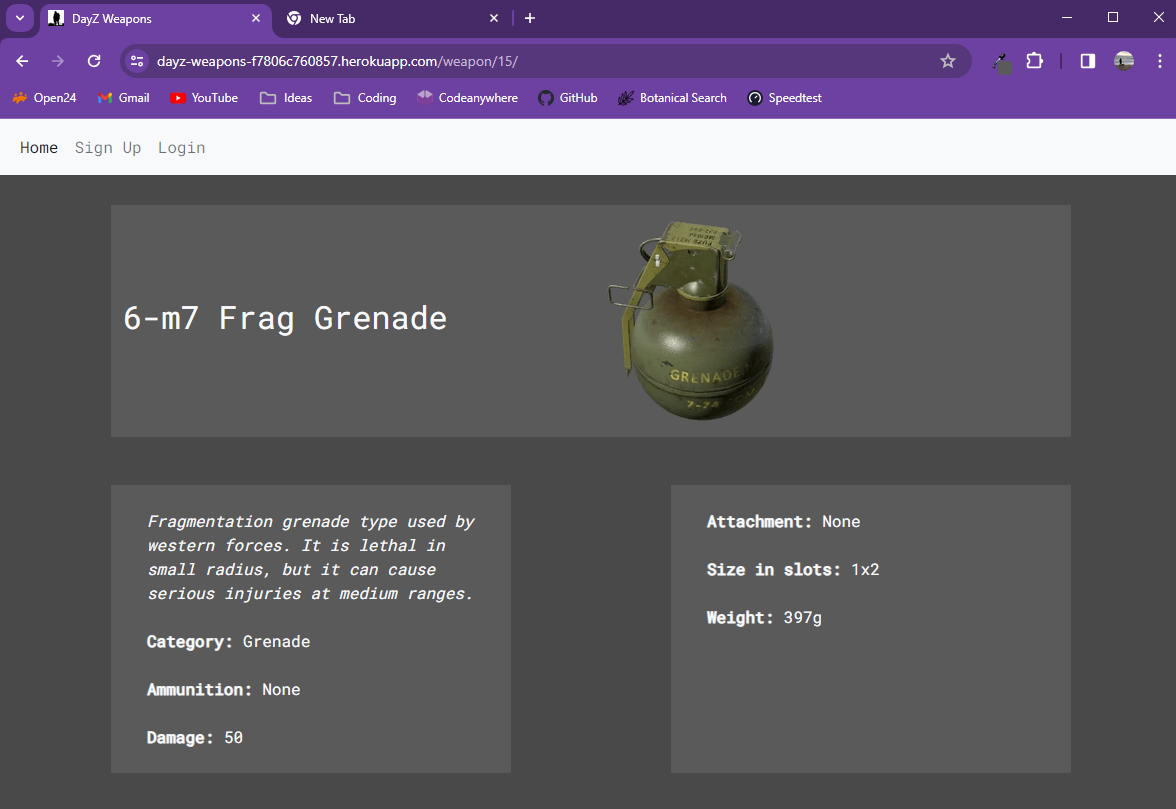 DayZ Weapons
New Tab
dayz-weapons-f7806c760857.herokuapp.com/weapon/15/
Open24 Gmail YouTube Ideas Coding Codeanywhere GitHub Botanical Search Speedtest
Home Sign Up Login
6-m7 Frag Grenade
GRENADE
7-74
Fragmentation grenade type used by
western forces. It is lethal in
small radius, but it can cause
serious injuries at medium ranges.
Category: Grenade
Ammunition: None
Damage: 50
Attachment: None
Size in slots: 1x2
Weight: 397g